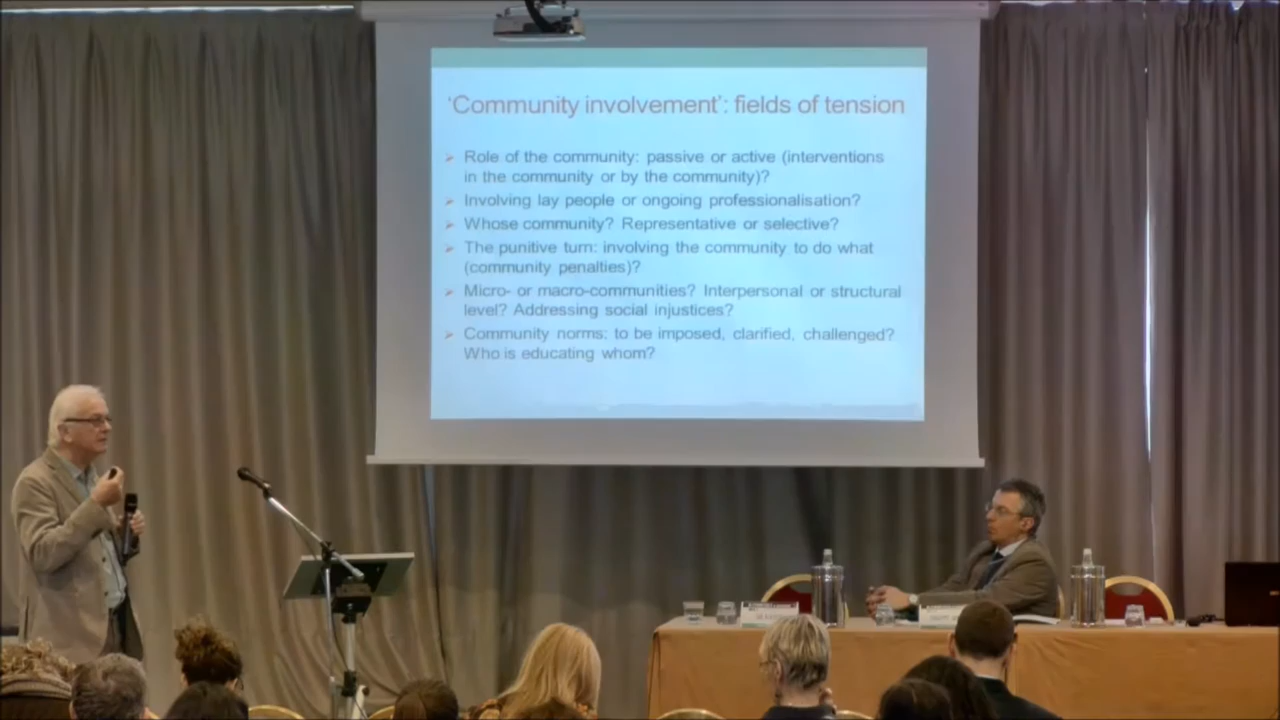 ‘Community involvement’: fields of tension
Role of the community: passive or active (interventions
in the community or by the community)?
Involving lay people or ongoing professionalisation?
Whose community? Representative or selective?
The punitive turn: involving the community to do what
(community penalties)?
Micro- or macro-communities? Interpersonal or structural
level? Addressing social injustices?
Community norms: to be imposed, clarified, challenged?
Who is educating whom?